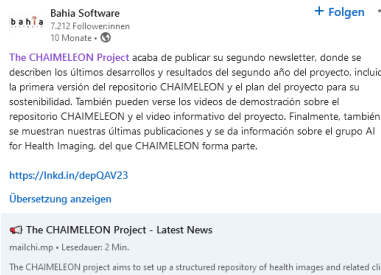 bahía
Bahia Software
7.212 Follower:innen
10 Monate •
+ Folgen
The CHAIMELEON Project acaba de publicar su segundo newsletter, donde se
describen los últimos desarrollos y resultados del segundo año del proyecto, incluid
la primera versión del repositorio CHAIMELEON y el plan del proyecto para su
sostenibilidad. También pueden verse los videos de demostración sobre el
repositorio CHAIMELEON y el video informativo del proyecto. Finalmente, también
se muestran nuestras últimas publicaciones y se da información sobre el grupo AI
for Health Imaging, del que CHAIMELEON forma parte.
https://lnkd.in/depQAV23
Übersetzung anzeigen
The CHAIMELEON Project - Latest News
mailchi.mp • Lesedauer: 2 Min.
The CHAIMELEON project aims to set up a structured repository of health images and related cli